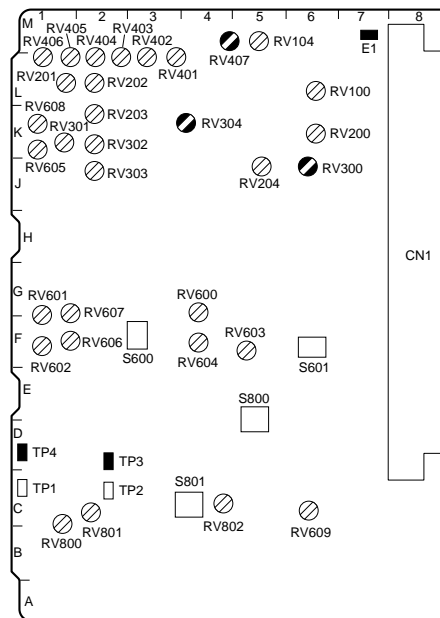 1 2 3 4 5 6 7 8
M
RV405 RV403
RV406 RV404 RV402
RV401
RV407
RV104
E1
L
RV201
RV202
RV100
RV608
RV203
K
RV301
RV304
RV200
RV302
RV605
J
RV303
RV204
RV300
H
CN1
G
RV601
RV607
RV600
F
RV606
RV603
RV602
S600
RV604
S601
E
S800
D
TP4
TP3
TP1
TP2
S801
C
RV801
RV802
RV609
RV800
B
A